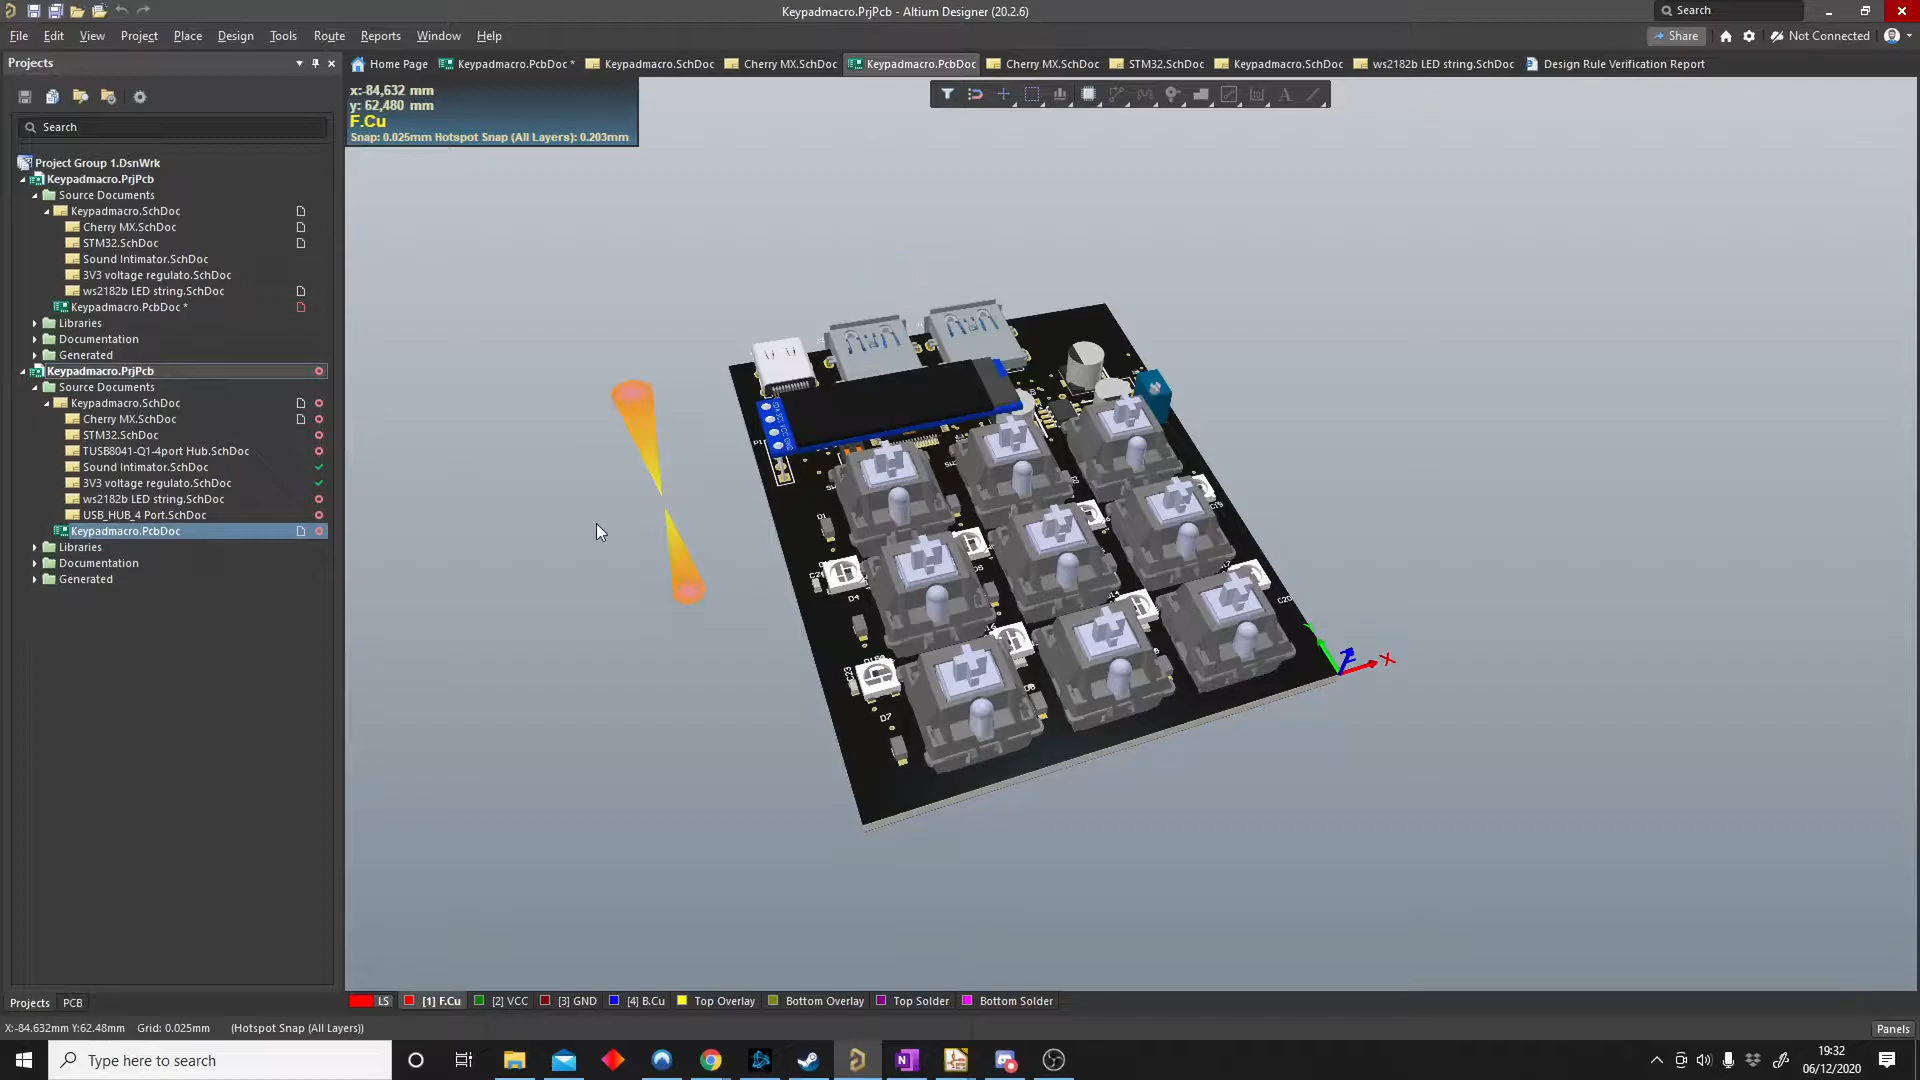 Keypadmacro.PrjPcb - Altium Designer (20.2.6)
Search
File Edit View Project Place Design Tools Route Reports Window Help
Share
Not Connected
Projects
Home Page
Keypadmacro.PcbDoc *
Keypadmacro.SchDoc
Cherry MX.SchDoc
Keypadmacro.PcbDoc
Cherry MX.SchDoc
STM32.SchDoc
Keypadmacro.SchDoc
ws2182b LED string.SchDoc
Design Rule Verification Report
x:-84,632 mm
y: 62,480 mm
F.Cu
Snap: 0.025mm Hotspot Snap (All Layers): 0.203mm
Search
Project Group 1.DsnWrk
Keypadmacro.PrjPcb
Source Documents
Keypadmacro.SchDoc
Cherry MX.SchDoc
STM32.SchDoc
Sound Intimator.SchDoc
3V3 voltage regulato.SchDoc
ws2182b LED string.SchDoc
Keypadmacro.PcbDoc *
Libraries
Documentation
Generated
Keypadmacro.PrjPcb
Source Documents
Keypadmacro.SchDoc
Cherry MX.SchDoc
STM32.SchDoc
TUSB8041-Q1-4port Hub.SchDoc
Sound Intimator.SchDoc
3V3 voltage regulato.SchDoc
ws2182b LED string.SchDoc
USB_HUB_4 Port.SchDoc
Keypadmacro.PcbDoc
Libraries
Documentation
Generated
D1
D4
D7
C19
C20
C23
X
Z
Projects PCB
LS [1] F.Cu [2] VCC [3] GND [4] B.Cu Top Overlay Bottom Overlay Top Solder Bottom Solder
X:-84.632mm Y:62.48mm Grid: 0.025mm (Hotspot Snap (All Layers))
Panels
Type here to search
19:32
06/12/2020